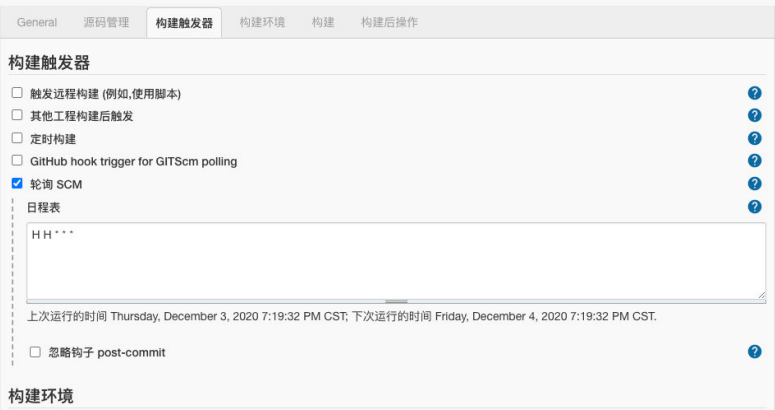 General 源码管理 构建触发器 构建环境 构建 构建后操作
构建触发器
触发远程构建 (例如,使用脚本)
其他工程构建后触发
定时构建
GitHub hook trigger for GITScm polling
轮询 SCM
日程表
H H * * *
上次运行的时间 Thursday, December 3, 2020 7:19:32 PM CST; 下次运行的时间 Friday, December 4, 2020 7:19:32 PM CST.
忽略钩子 post-commit
构建环境